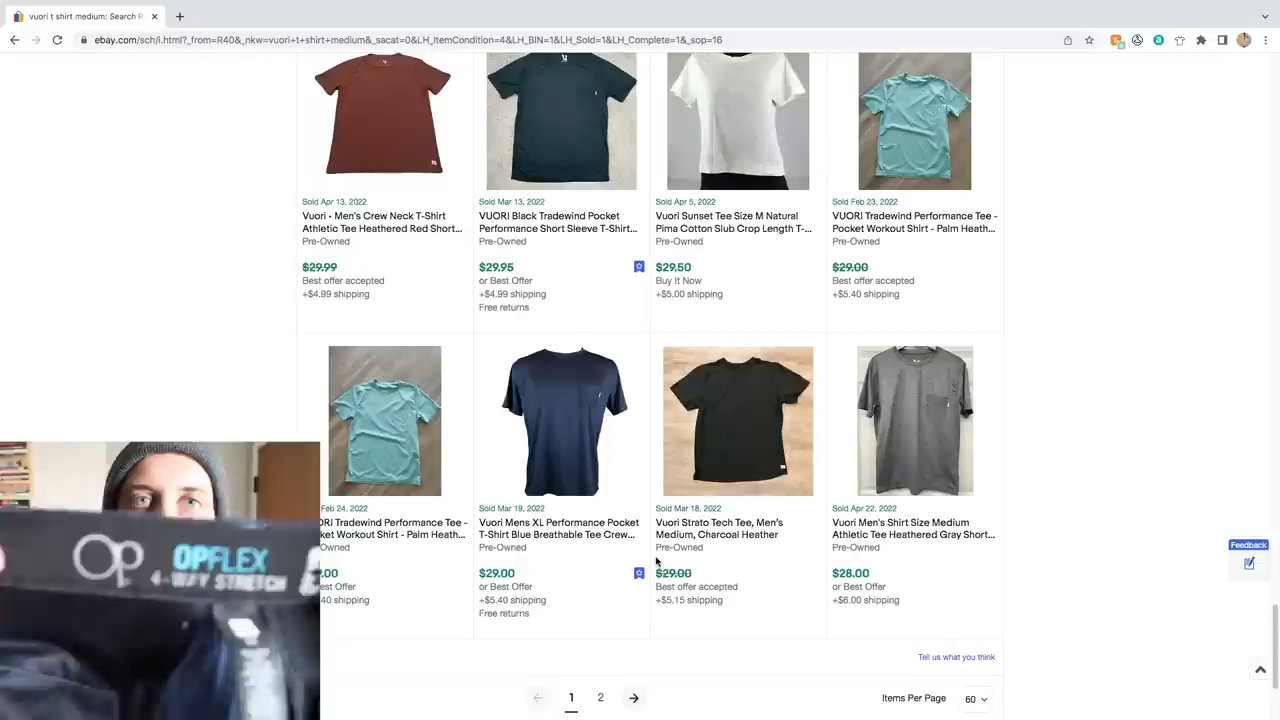 vuori t shirt medium: Search R
ebay.com/sch/i.html?_from=R40&_nkw=vuori+t+shirt+medium&_sacat=0&LH_ItemCondition=4&LH_BIN=1&LH_Sold=1&LH_Complete=1&_sop=16
Sold Apr 13, 2022
Vuori • Men's Crew Neck T-Shirt
Athletic Tee Heathered Red Short...
Pre-Owned
$29.99
Best offer accepted
+$4.99 shipping
Sold Mar 13, 2022
VUORI Black Tradewind Pocket
Performance Short Sleeve T-Shirt...
Pre-Owned
$29.95
or Best Offer
+$4.99 shipping
Free returns
Sold Apr 5, 2022
Vuori Sunset Tee Size M Natural
Pima Cotton Slub Crop Length T-...
Pre-Owned
$29.50
Buy It Now
+$5.00 shipping
Sold Feb 23, 2022
VUORI Tradewind Performance Tee -
Pocket Workout Shirt - Palm Heath...
Pre-Owned
$29.00
Best offer accepted
+$5.40 shipping
Feb 24, 2022
ORI Tradewind Performance Tee -
ket Workout Shirt - Palm Heath...
Owned
.00
est Offer
40 shipping
Sold Mar 19, 2022
Vuori Mens XL Performance Pocket
T-Shirt Blue Breathable Tee Crew...
Pre-Owned
$29.00
or Best Offer
+$5.40 shipping
Free returns
Sold Mar 18, 2022
Vuori Strato Tech Tee, Men's
Medium, Charcoal Heather
Pre-Owned
$29.00
Best offer accepted
+$5.15 shipping
Sold Apr 22, 2022
Vuori Men's Shirt Size Medium
Athletic Tee Heathered Gray Short...
Pre-Owned
$28.00
or Best Offer
+$6.00 shipping
Feedback
Op OPFLEX
4-WAY STRETCH
Tell us what you think
1 2
Items Per Page 60